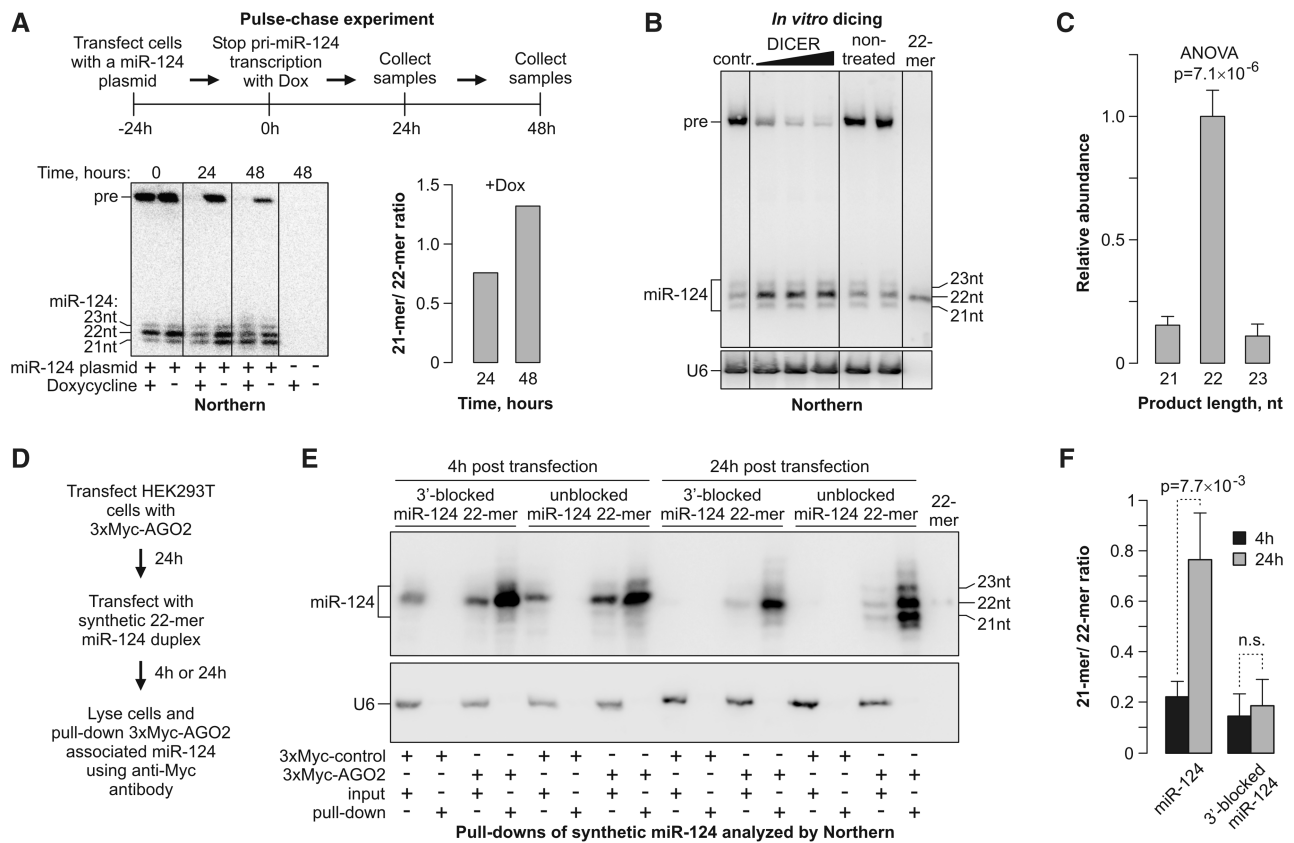 A
Pulse-chase experiment
Transfect cells
with a miR-124
plasmid
Stop pri-miR-124
transcription
with Dox
Collect
samples
Collect
samples
-24h
0h
24h
48h
Time, hours: 0 24 48 48
pre
miR-124:
23nt
22nt
21nt
miR-124 plasmid + + + + + + - -
Doxycycline + - + - + - + -
Northern
21-mer/ 22-mer ratio
1.5
1.0
0.5
0
+Dox
24 48
Time, hours
B
In vitro dicing
contr.
DICER
non-
treated
22-
mer
pre
miR-124
23nt
22nt
21nt
U6
Northern
C
ANOVA
p=7.1×10-6
Relative abundance
1.0
0.5
0
21 22 23
Product length, nt
D
Transfect HEK293T
cells with
3xMyc-AGO2
24h
Transfect with
synthetic 22-mer
miR-124 duplex
4h or 24h
Lyse cells and
pull-down 3xMyc-AGO2
associated miR-124
using anti-Myc
antibody
E
4h post transfection
24h post transfection
3'-blocked
miR-124 22-mer
unblocked
miR-124 22-mer
3'-blocked
miR-124 22-mer
unblocked
miR-124 22-mer
22-
mer
miR-124
23nt
22nt
21nt
U6
3xMyc-control + + - - + + - - + + - - + + - -
3xMyc-AGO2 - - + + - - + + - - + + - - + +
input + - + - + - + - + - + - + - + -
pull-down - + - + - + - + - + - + - + - +
Pull-downs of synthetic miR-124 analyzed by Northern
F
p=7.7×10-3
21-mer/ 22-mer ratio
1
0.8
0.6
0.4
0.2
0
4h
24h
n.s.
miR-124
3'-blocked
miR-124